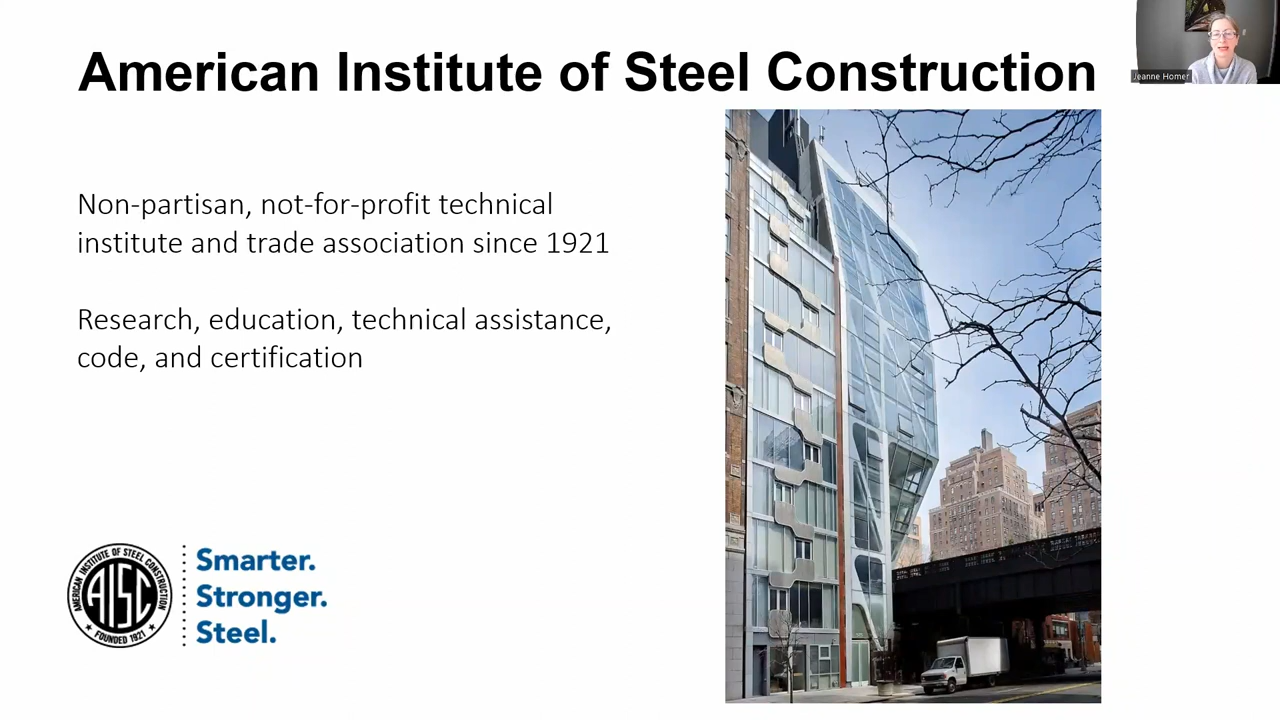 American Institute of Steel Construction
Jeanne Homer
Non-partisan, not-for-profit technical
institute and trade association since 1921
Research, education, technical assistance,
code, and certification
AMERICAN INSTITUTE OF STEEL CONSTRUCTION
AISC
FOUNDED 1921
Smarter.
Stronger.
Steel.